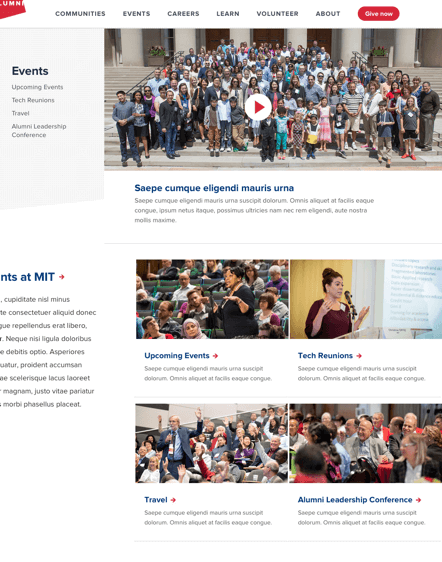 COMMUNITIES EVENTS CAREERS LEARN VOLUNTEER ABOUT Give now
Events
Upcoming Events
Tech Reunions
Travel
Alumni Leadership
Conference
Saepe cumque eligendi mauris urna
Saepe cumque eligendi mauris urna suscipit dolorum. Omnis aliquet at facilis eaque
congue, ipsum netus itaque, possimus ultricies nam nec rem eligendi, aute nostra
mollis maxime.
nts at MIT
, cupiditate nisl minus
te consectetuer aliquid donec
gue repellendus erat libero,
r. Neque nisi ligula doloribus
e debitis optio. Asperiores
uatur, proident accumsan
ae scelerisque lacus laoreet
r magnam, justo vitae pariatur
s morbi phasellus placeat.
Upcoming Events
Saepe cumque eligendi mauris urna suscipit
dolorum. Omnis aliquet at facilis eaque congue.
Tech Reunions
Saepe cumque eligendi mauris urna suscipit
dolorum. Omnis aliquet at facilis eaque congue.
Travel
Saepe cumque eligendi mauris urna suscipit
dolorum. Omnis aliquet at facilis eaque congue.
Alumni Leadership Conference
Saepe cumque eligendi mauris urna suscipit
dolorum. Omnis aliquet at facilis eaque congue.